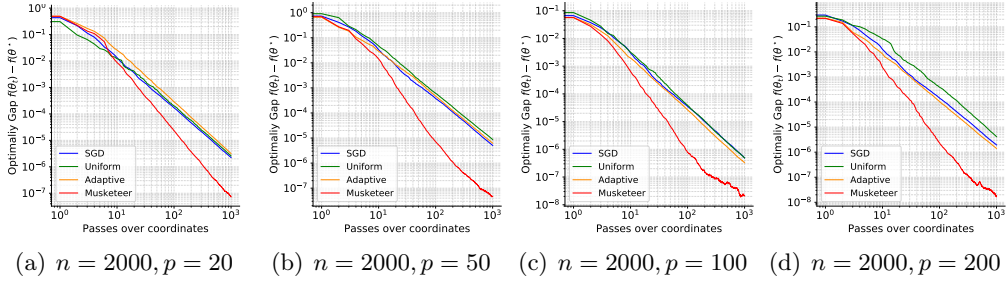 Optimaliy Gap f(θₜ) − f(θ*)
10⁰
10⁻¹
10⁻²
10⁻³
10⁻⁴
10⁻⁵
10⁻⁶
10⁻⁷
SGD
Uniform
Adaptive
Musketeer
10⁰ 10¹ 10² 10³
Passes over coordinates
(a) n = 2000, p = 20
Optimaliy Gap f(θₜ) − f(θ*)
10⁰
10⁻¹
10⁻²
10⁻³
10⁻⁴
10⁻⁵
10⁻⁶
10⁻⁷
SGD
Uniform
Adaptive
Musketeer
10⁰ 10¹ 10² 10³
Passes over coordinates
(b) n = 2000, p = 50
Optimaliy Gap f(θₜ) − f(θ*)
10⁻¹
10⁻²
10⁻³
10⁻⁴
10⁻⁵
10⁻⁶
10⁻⁷
10⁻⁸
SGD
Uniform
Adaptive
Musketeer
10⁰ 10¹ 10² 10³
Passes over coordinates
(c) n = 2000, p = 100
Optimaliy Gap f(θₜ) − f(θ*)
10⁻¹
10⁻²
10⁻³
10⁻⁴
10⁻⁵
10⁻⁶
10⁻⁷
10⁻⁸
SGD
Uniform
Adaptive
Musketeer
10⁰ 10¹ 10² 10³
Passes over coordinates
(d) n = 2000, p = 200